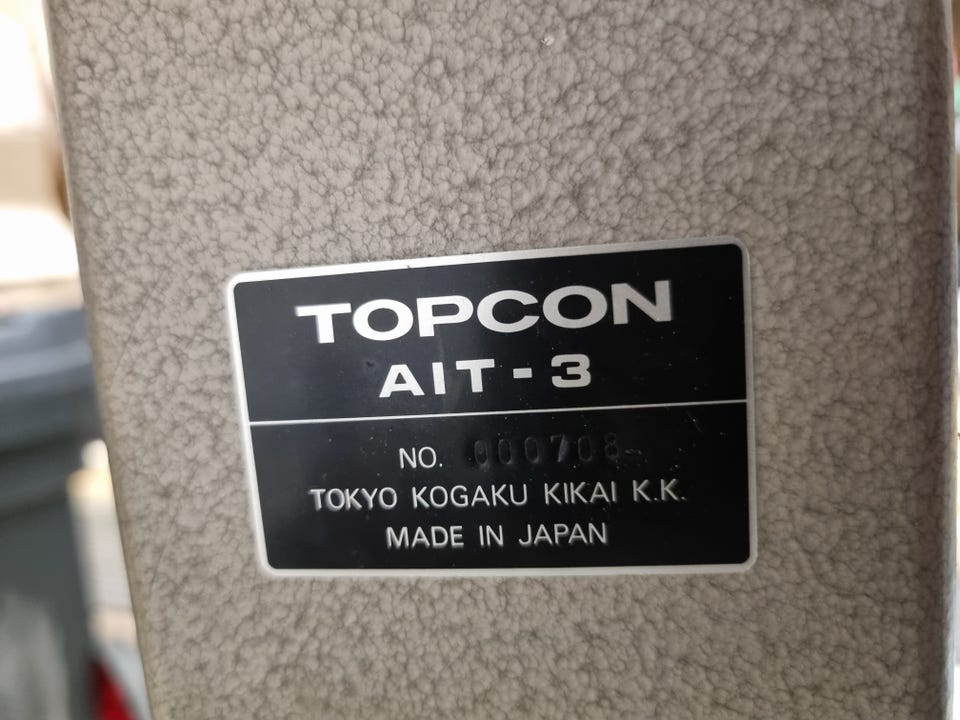 TOPCON
AIT-3
NO. 000708
TOKYO KOGAKU KIKAI K.K.
MADE IN JAPAN